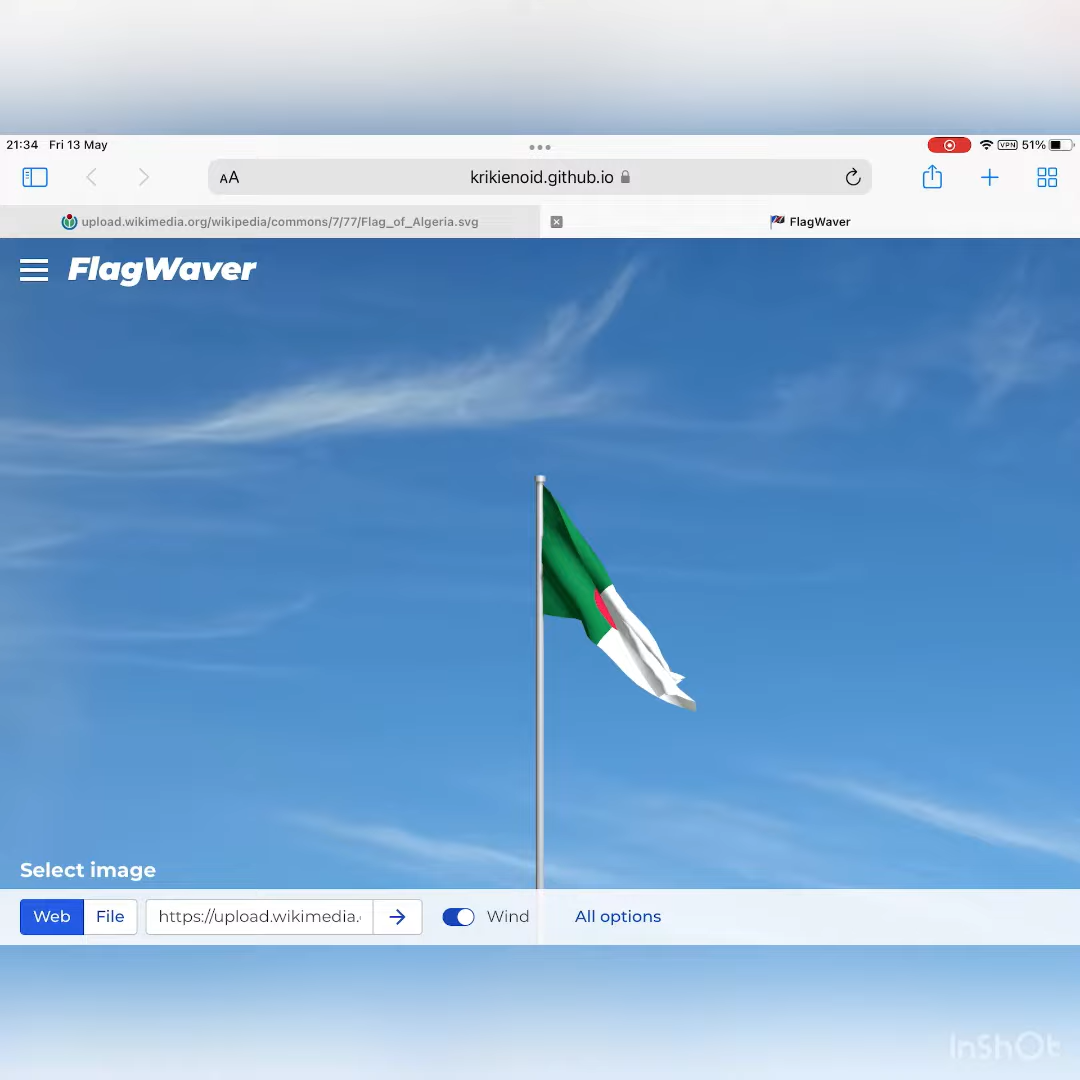 21:34 Fri 13 May
VPN 51%
AA krikienoid.github.io
upload.wikimedia.org/wikipedia/commons/7/77/Flag_of_Algeria.svg
FlagWaver
FlagWaver
Select image
Web File https://upload.wikimedia. Wind All options
InShOt